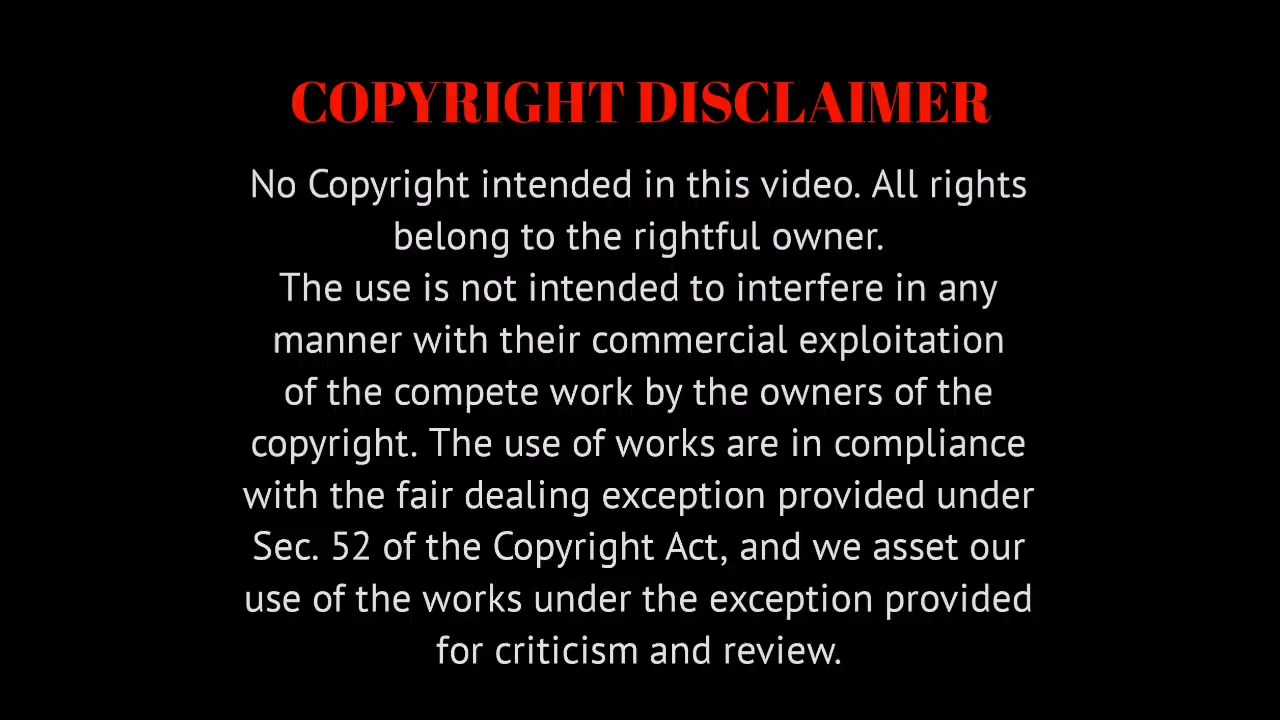 COPYRIGHT DISCLAIMER
No Copyright intended in this video. All rights
belong to the rightful owner.
The use is not intended to interfere in any
manner with their commercial exploitation
of the compete work by the owners of the
copyright. The use of works are in compliance
with the fair dealing exception provided under
Sec. 52 of the Copyright Act, and we asset our
use of the works under the exception provided
for criticism and review.